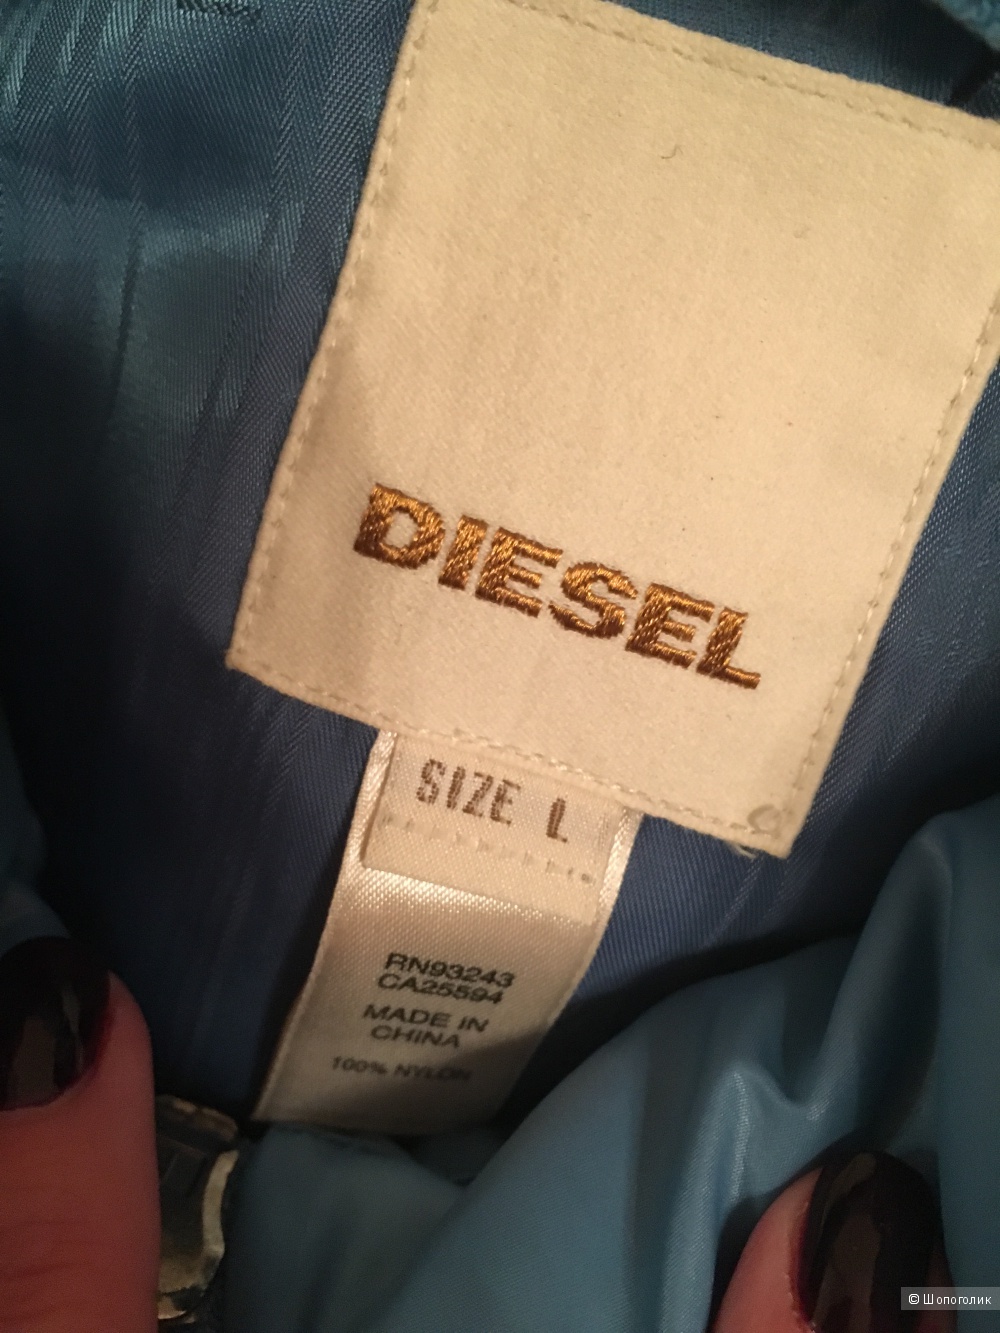 DIESEL
SIZE L
RN93243
CA25594
MADE IN
CHINA
100% NYLON
© Шопоголик